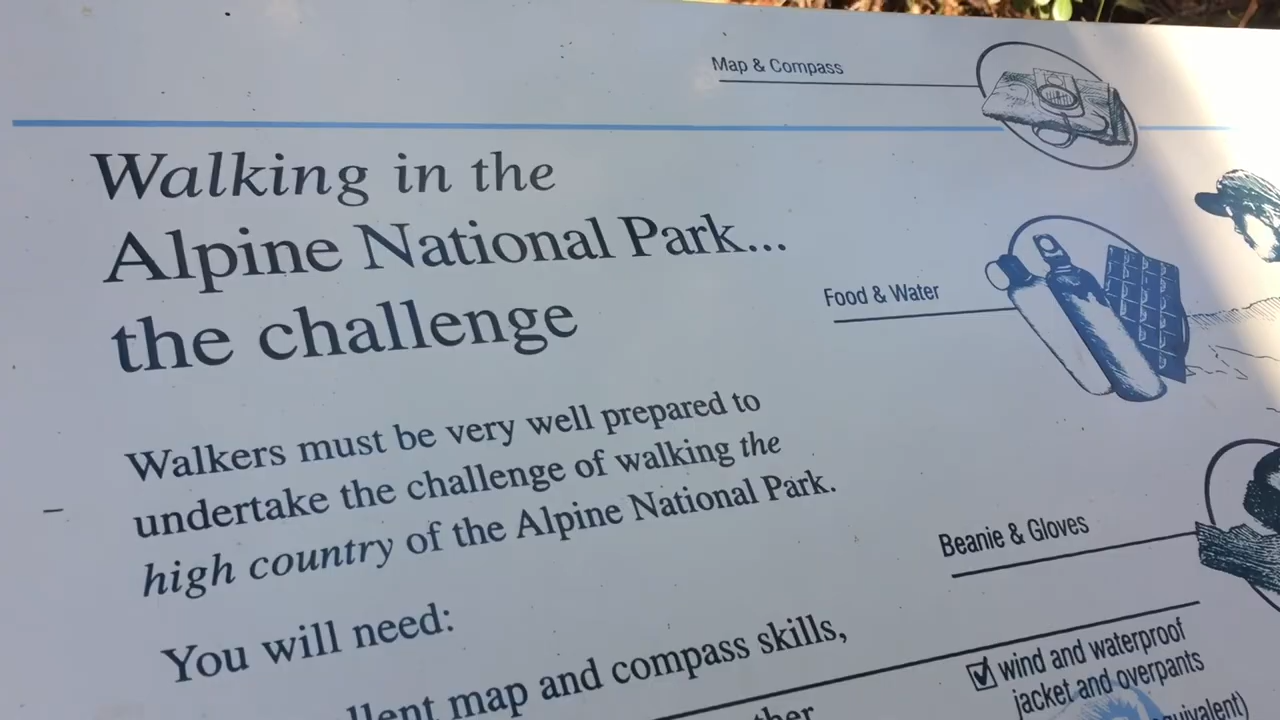 Map & Compass
Walking in the
Alpine National Park...
the challenge
Food & Water
Walkers must be very well prepared to
undertake the challenge of walking the
high country of the Alpine National Park.
Beanie & Gloves
You will need:
map and compass skills,
wind and waterproof
jacket and overpants